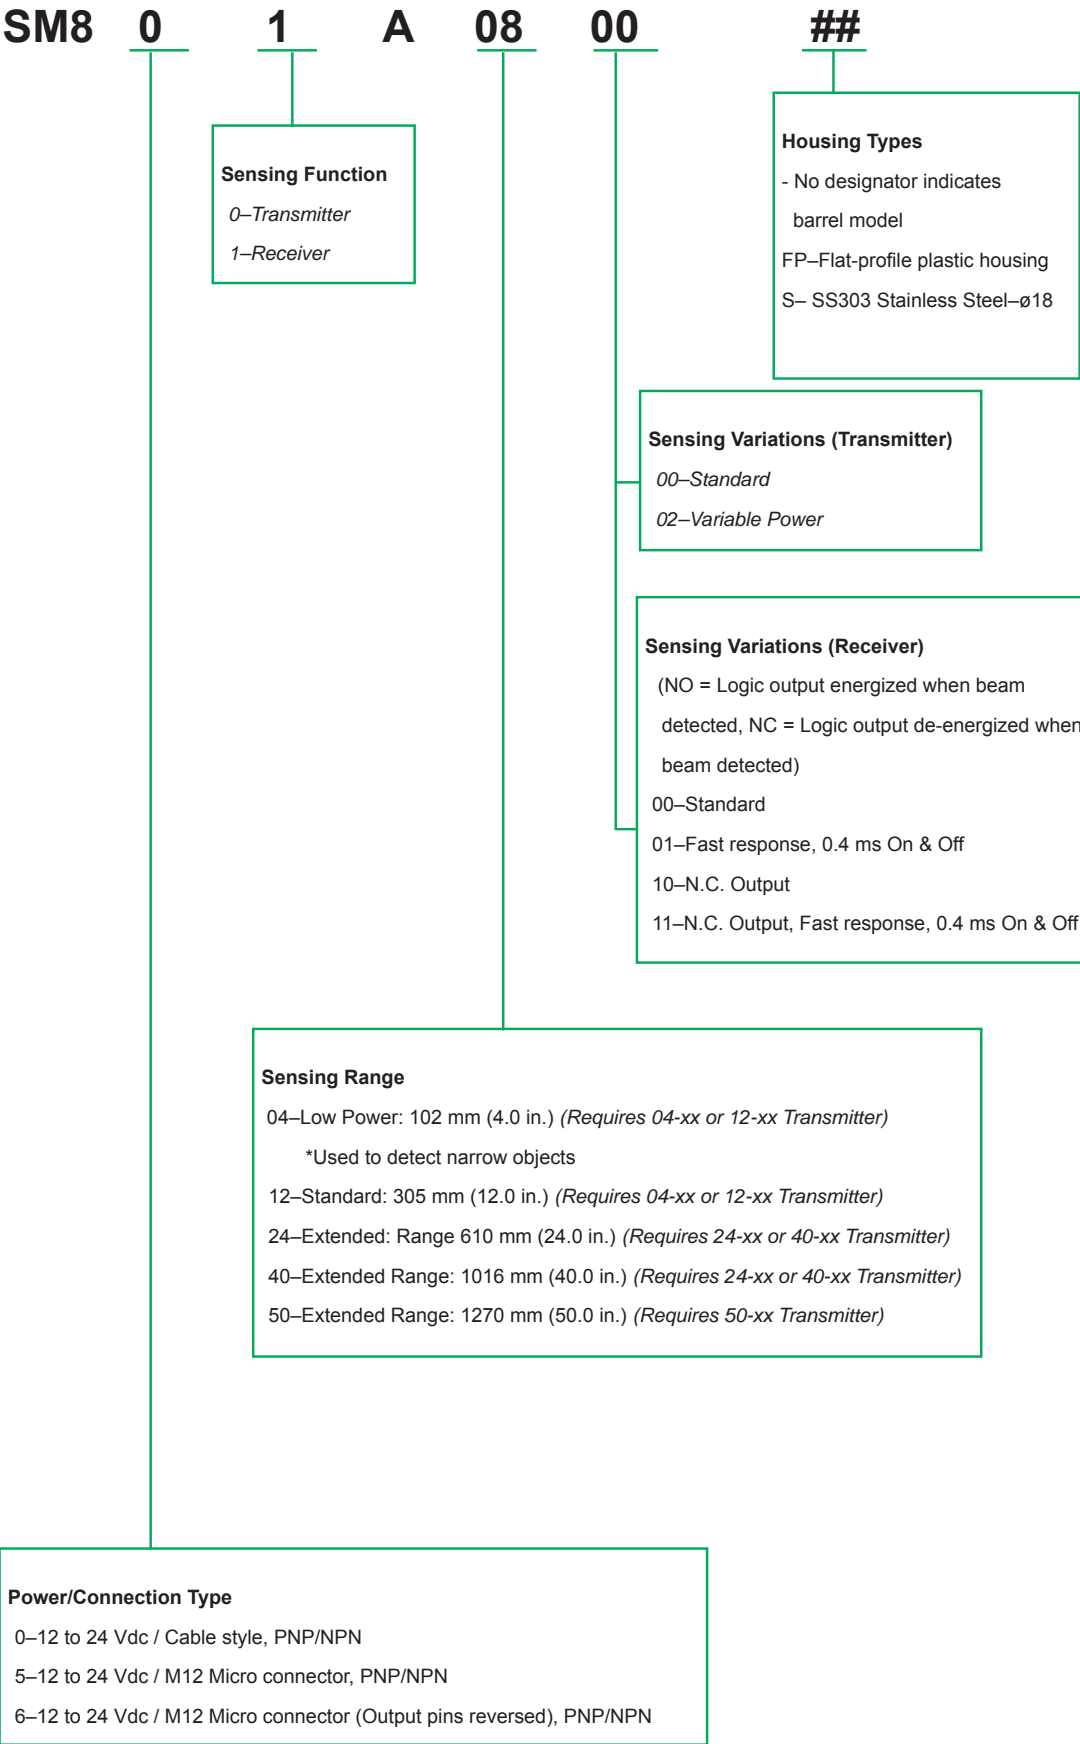 SM8 0 1 A 08 00 ##
Housing Types
- No designator indicates
barrel model
FP–Flat-profile plastic housing
S– SS303 Stainless Steel–ø18
Sensing Function
0–Transmitter
1–Receiver
Sensing Variations (Transmitter)
00–Standard
02–Variable Power
Sensing Variations (Receiver)
(NO = Logic output energized when beam
detected, NC = Logic output de-energized when
beam detected)
00–Standard
01–Fast response, 0.4 ms On & Off
10–N.C. Output
11–N.C. Output, Fast response, 0.4 ms On & Off
Sensing Range
04–Low Power: 102 mm (4.0 in.) (Requires 04-xx or 12-xx Transmitter)
*Used to detect narrow objects
12–Standard: 305 mm (12.0 in.) (Requires 04-xx or 12-xx Transmitter)
24–Extended: Range 610 mm (24.0 in.) (Requires 24-xx or 40-xx Transmitter)
40–Extended Range: 1016 mm (40.0 in.) (Requires 24-xx or 40-xx Transmitter)
50–Extended Range: 1270 mm (50.0 in.) (Requires 50-xx Transmitter)
Power/Connection Type
0–12 to 24 Vdc / Cable style, PNP/NPN
5–12 to 24 Vdc / M12 Micro connector, PNP/NPN
6–12 to 24 Vdc / M12 Micro connector (Output pins reversed), PNP/NPN